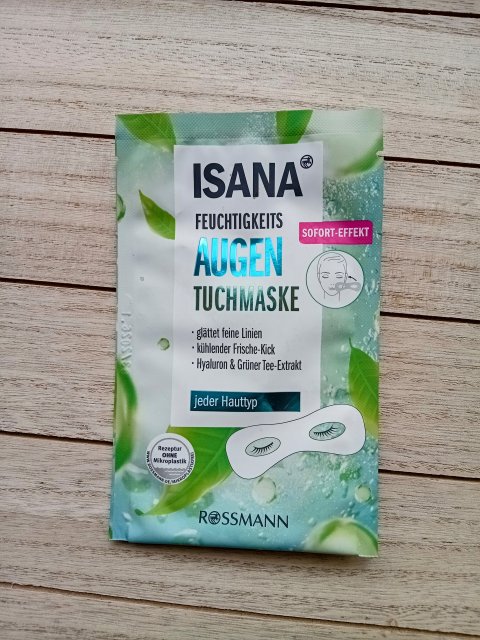 ISANA
FEUCHTIGKEITS
AUGEN
TUCHMASKE
SOFORT-EFFEKT
· glättet feine Linien
· kühlender Frische-Kick
· Hyaluron & Grüner Tee-Extrakt
jeder Hauttyp
Rezeptur
OHNE
Mikroplastik
ROSSMANN